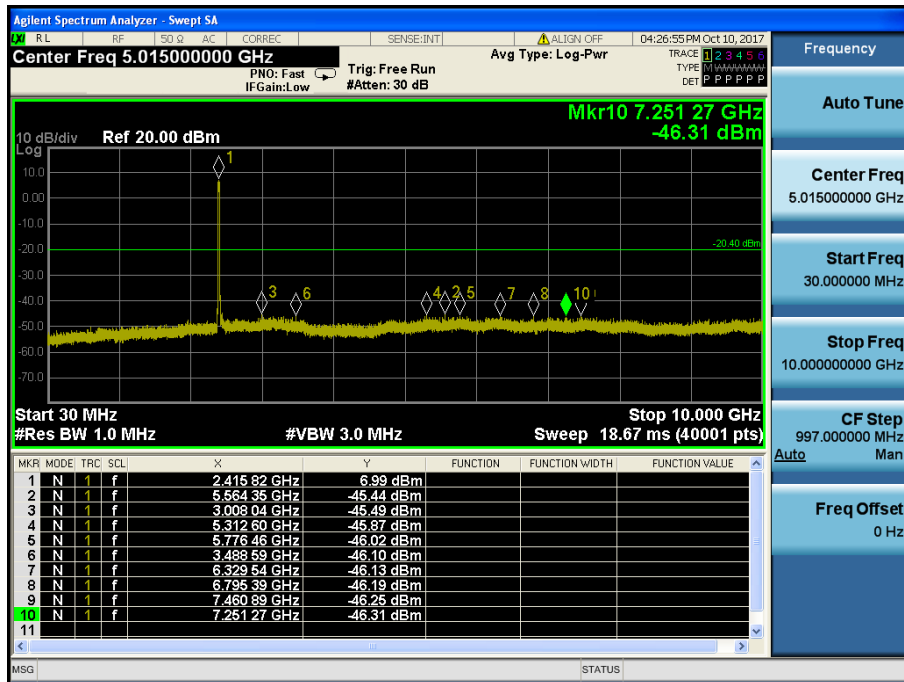 Agilent Spectrum Analyzer - Swept SA
LXI RL RF 50 Ω AC CORREC SENSE:INT ALIGN OFF 04:26:55 PM Oct 10, 2017
Center Freq 5.015000000 GHz
PNO: Fast
IFGain:Low
Trig: Free Run
#Atten: 30 dB
Avg Type: Log-Pwr
TRACE 1 2 3 4 5 6
TYPE M WWWWW
DET P P P P P P
Mkr10 7.251 27 GHz
-46.31 dBm
10 dB/div Ref 20.00 dBm
Log
10.0
0.00
-10.0
-20.0
-30.0
-40.0
-50.0
-60.0
-70.0
-20.40 dBm
1
3 6 4 2 5 7 8 10
Start 30 MHz Stop 10.000 GHz
#Res BW 1.0 MHz #VBW 3.0 MHz Sweep 18.67 ms (40001 pts)
MKR MODE TRC SCL X Y FUNCTION FUNCTION WIDTH FUNCTION VALUE
1 N 1 f 2.415 82 GHz 6.99 dBm
2 N 1 f 5.564 35 GHz -45.44 dBm
3 N 1 f 3.008 04 GHz -45.49 dBm
4 N 1 f 5.312 60 GHz -45.87 dBm
5 N 1 f 5.776 46 GHz -46.02 dBm
6 N 1 f 3.488 59 GHz -46.10 dBm
7 N 1 f 6.329 54 GHz -46.13 dBm
8 N 1 f 6.795 39 GHz -46.19 dBm
9 N 1 f 7.460 89 GHz -46.25 dBm
10 N 1 f 7.251 27 GHz -46.31 dBm
11
MSG STATUS
Frequency
Auto Tune
Center Freq
5.015000000 GHz
Start Freq
30.000000 MHz
Stop Freq
10.000000000 GHz
CF Step
997.000000 MHz
Auto Man
Freq Offset
0 Hz